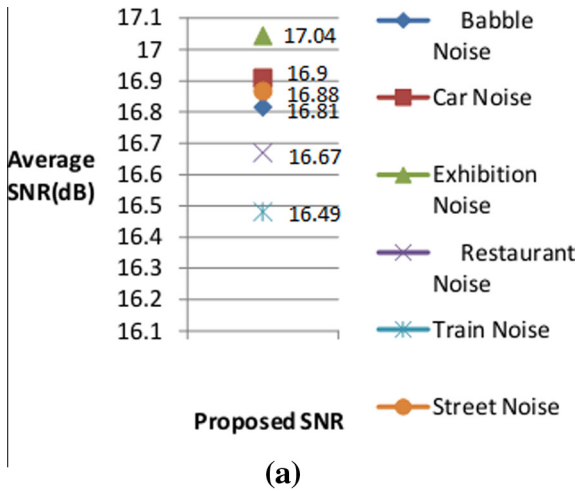 17.1
17
16.9
16.8
16.7
16.6
16.5
16.4
16.3
16.2
16.1
Average
SNR(dB)
17.04
16.9
16.88
16.81
16.67
16.49
Proposed SNR
Babble
Noise
Car Noise
Exhibition
Noise
Restaurant
Noise
Train Noise
Street Noise
(a)